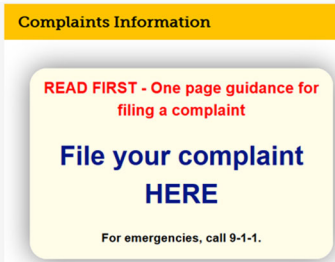 Complaints Information
READ FIRST - One page guidance for
filing a complaint
File your complaint
HERE
For emergencies, call 9-1-1.